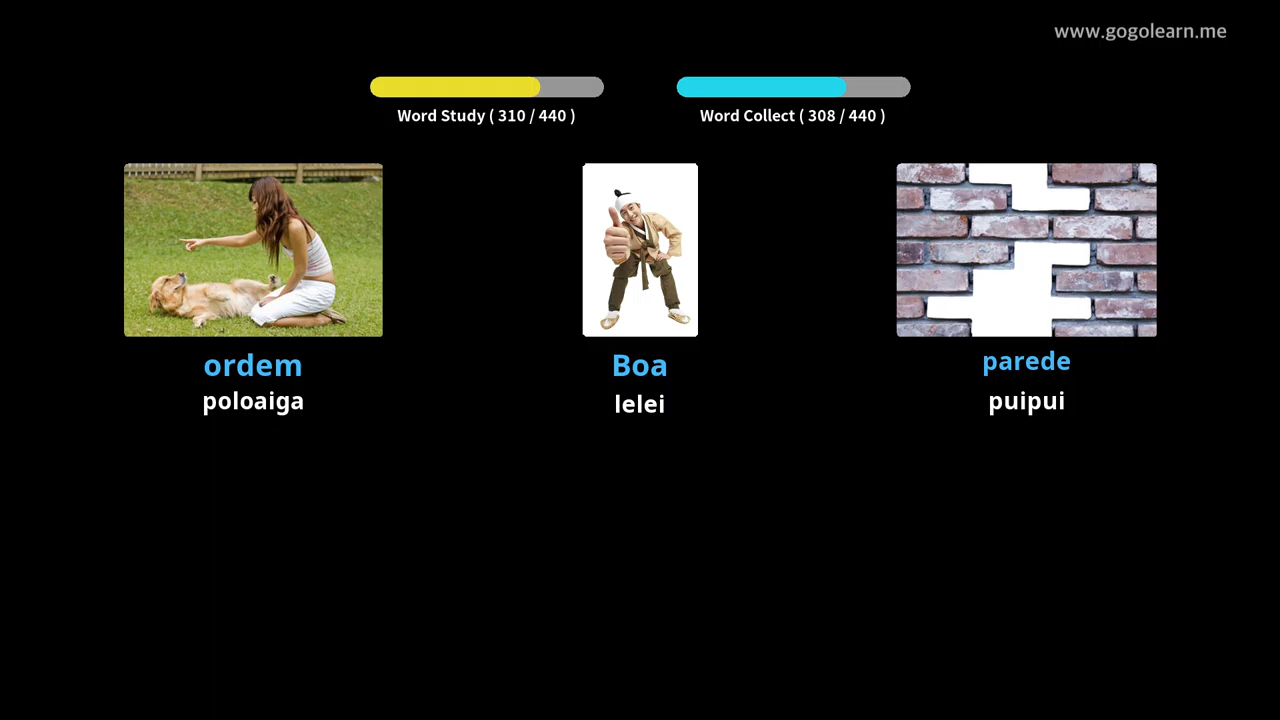 www.gogolearn.me
Word Study ( 310 / 440 )
Word Collect ( 308 / 440 )
ordem
poloaiga
Boa
lelei
parede
puipui